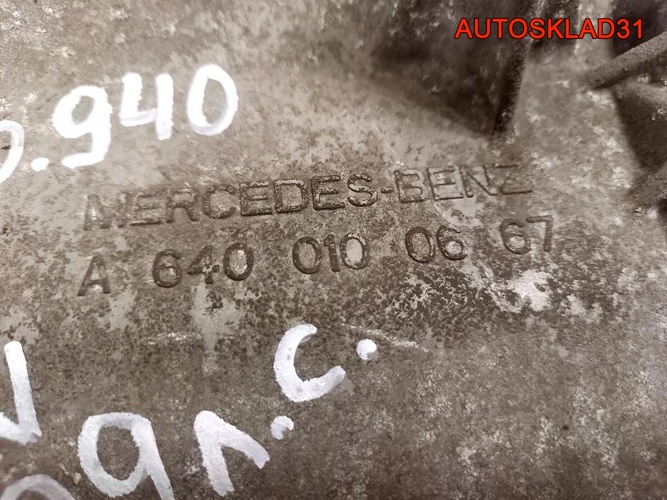 AUTOSKLAD31
.940
MERCEDES-BENZ
A 640 010 06 67
л.с.